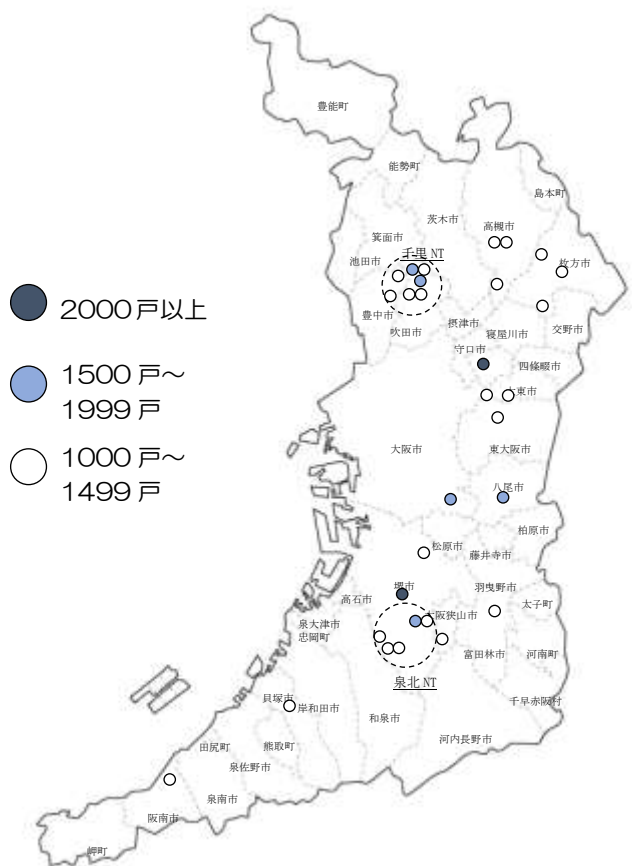 豊能町
能勢町
島本町
茨木市
高槻市
箕面市
千里 NT
池田市
枚方市
豊中市
摂津市
吹田市
寝屋川市
交野市
守口市
四條畷市
大東市
大阪市
東大阪市
八尾市
柏原市
松原市
藤井寺市
堺市
羽曳野市
高石市
太子町
大阪狭山市
泉大津市
忠岡町
富田林市
河南町
泉北 NT
千早赤阪村
貝塚市
岸和田市
和泉市
河内長野市
田尻町
熊取町
泉佐野市
泉南市
阪南市
岬町
2000戸以上
1500戸～
1999戸
1000戸～
1499戸